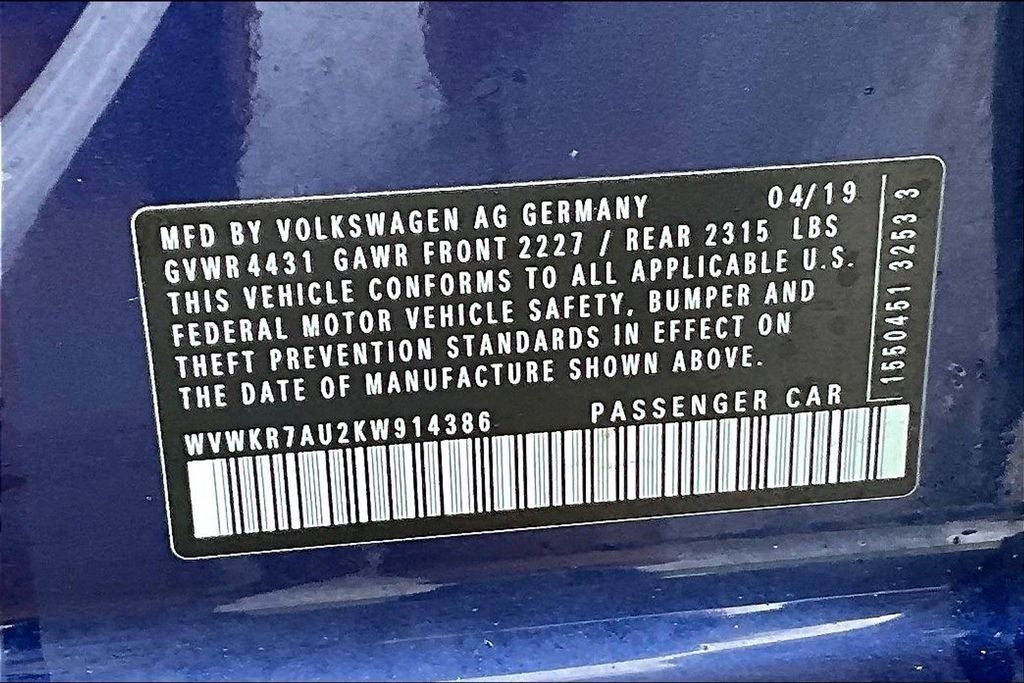 MFD BY VOLKSWAGEN AG GERMANY 04/19
GVWR 4431 GAWR FRONT 2227 / REAR 2315 LBS
THIS VEHICLE CONFORMS TO ALL APPLICABLE U.S.
FEDERAL MOTOR VEHICLE SAFETY, BUMPER AND
THEFT PREVENTION STANDARDS IN EFFECT ON
THE DATE OF MANUFACTURE SHOWN ABOVE.
WVWKR7AU2KW914386 PASSENGER CAR
1550451 3253 3